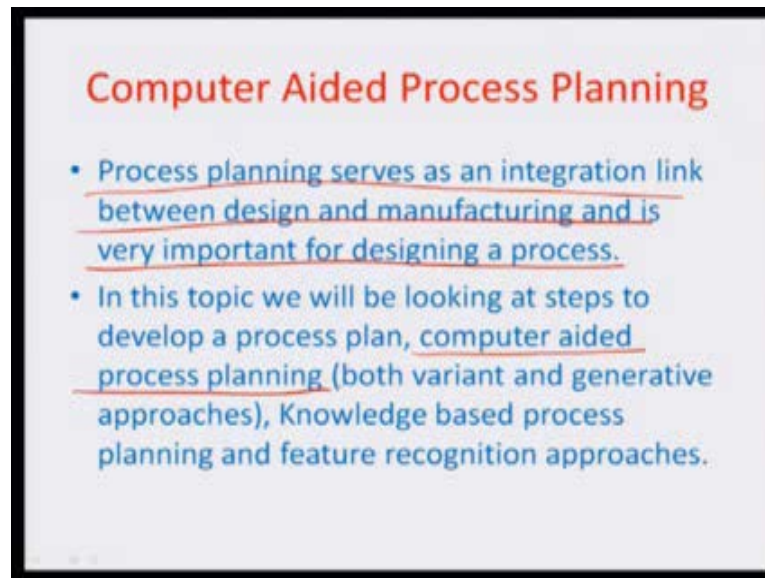 Computer Aided Process Planning
• Process planning serves as an integration link
between design and manufacturing and is
very important for designing a process.
• In this topic we will be looking at steps to
develop a process plan, computer aided
process planning (both variant and generative
approaches), Knowledge based process
planning and feature recognition approaches.